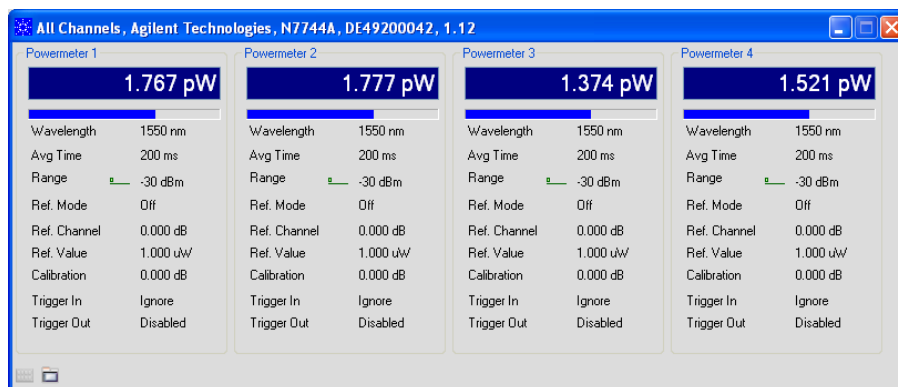 All Channels, Agilent Technologies, N7744A, DE49200042, 1.12
Powermeter 1
1.767 pW
Wavelength 1550 nm
Avg Time 200 ms
Range -30 dBm
Ref. Mode Off
Ref. Channel 0.000 dB
Ref. Value 1.000 uW
Calibration 0.000 dB
Trigger In Ignore
Trigger Out Disabled
Powermeter 2
1.777 pW
Wavelength 1550 nm
Avg Time 200 ms
Range -30 dBm
Ref. Mode Off
Ref. Channel 0.000 dB
Ref. Value 1.000 uW
Calibration 0.000 dB
Trigger In Ignore
Trigger Out Disabled
Powermeter 3
1.374 pW
Wavelength 1550 nm
Avg Time 200 ms
Range -30 dBm
Ref. Mode Off
Ref. Channel 0.000 dB
Ref. Value 1.000 uW
Calibration 0.000 dB
Trigger In Ignore
Trigger Out Disabled
Powermeter 4
1.521 pW
Wavelength 1550 nm
Avg Time 200 ms
Range -30 dBm
Ref. Mode Off
Ref. Channel 0.000 dB
Ref. Value 1.000 uW
Calibration 0.000 dB
Trigger In Ignore
Trigger Out Disabled